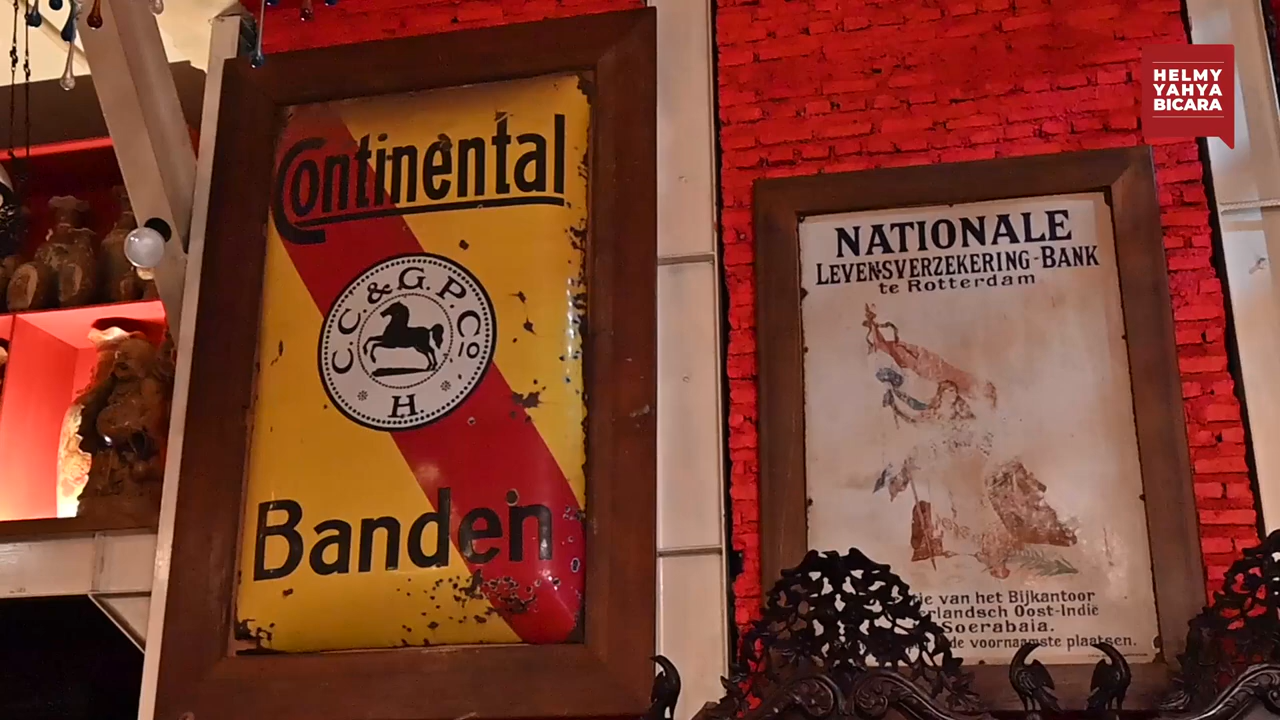 Continental
C.C.&G.P.Co.
H.
Banden
NATIONALE
LEVENSVERZEKERING-BANK
te Rotterdam
van het Bijkantoor
Oost-Indië
Soerabaia.
de voornaamste plaatsen.
HELMY
YAHYA
BICARA